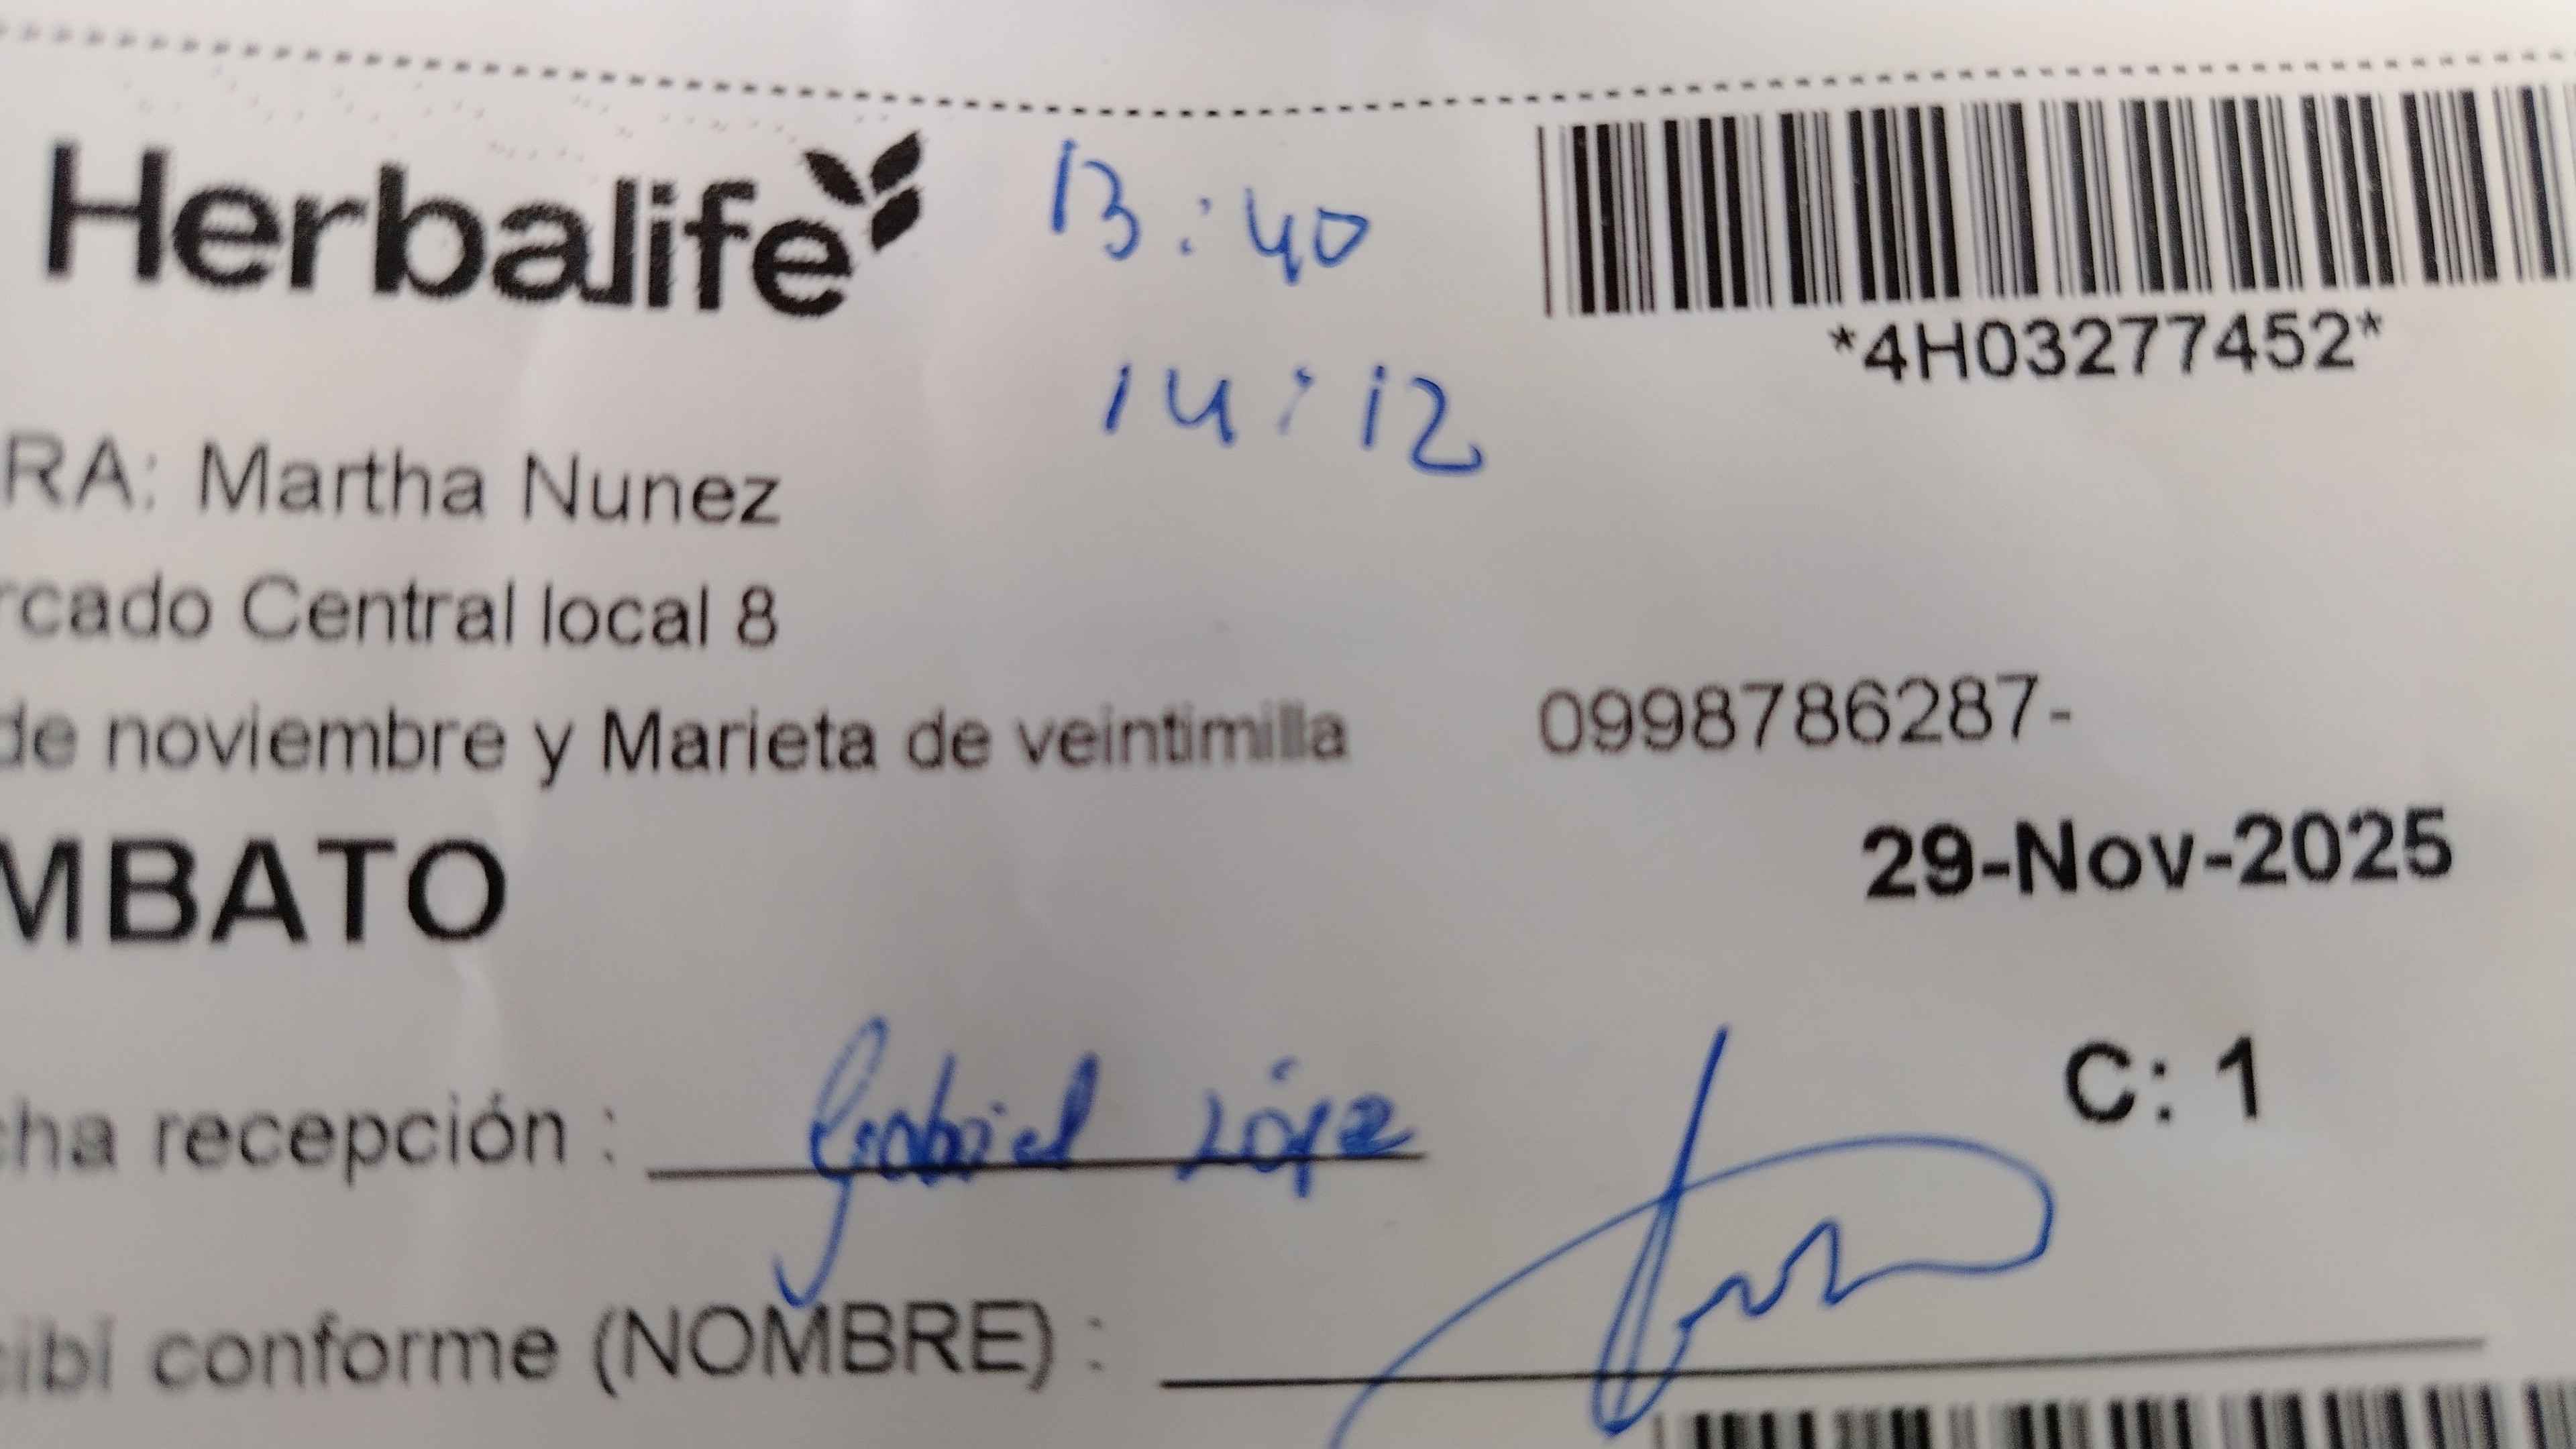 Herbalife
13:40
*4H03277452*
14:12
RA: Martha Nunez
rcado Central local 8
de noviembre y Marieta de veintimilla 0998786287-
MBATO
29-Nov-2025
C: 1
cha recepción : Gabriel López
cibí conforme (NOMBRE) :